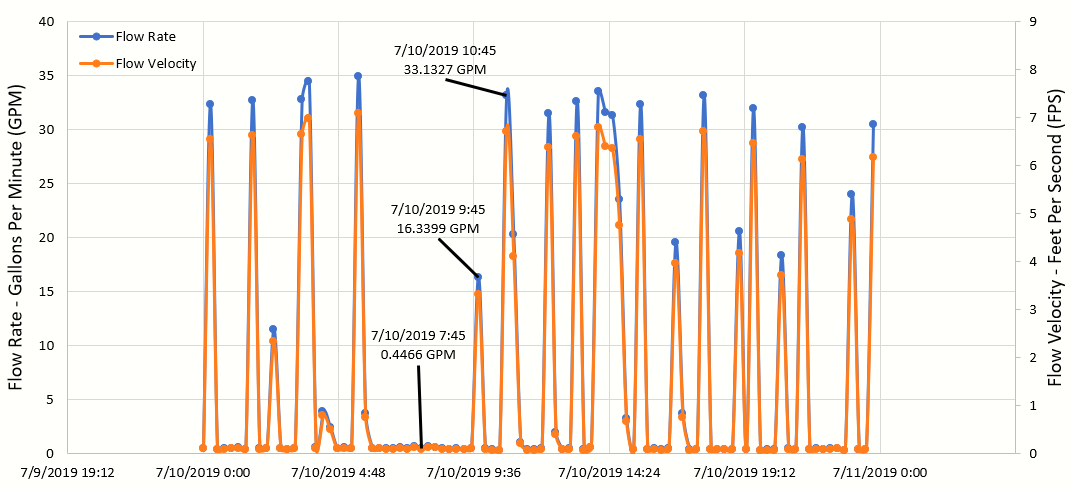 Flow Rate - Gallons Per Minute (GPM)
40
35
30
25
20
15
10
5
0
Flow Rate
Flow Velocity
7/10/2019 10:45
33.1327 GPM
7/10/2019 9:45
16.3399 GPM
7/10/2019 7:45
0.4466 GPM
9
8
7
6
5
4
3
2
1
0
Flow Velocity - Feet Per Second (FPS)
7/9/2019 19:12 7/10/2019 0:00 7/10/2019 4:48 7/10/2019 9:36 7/10/2019 14:24 7/10/2019 19:12 7/11/2019 0:00